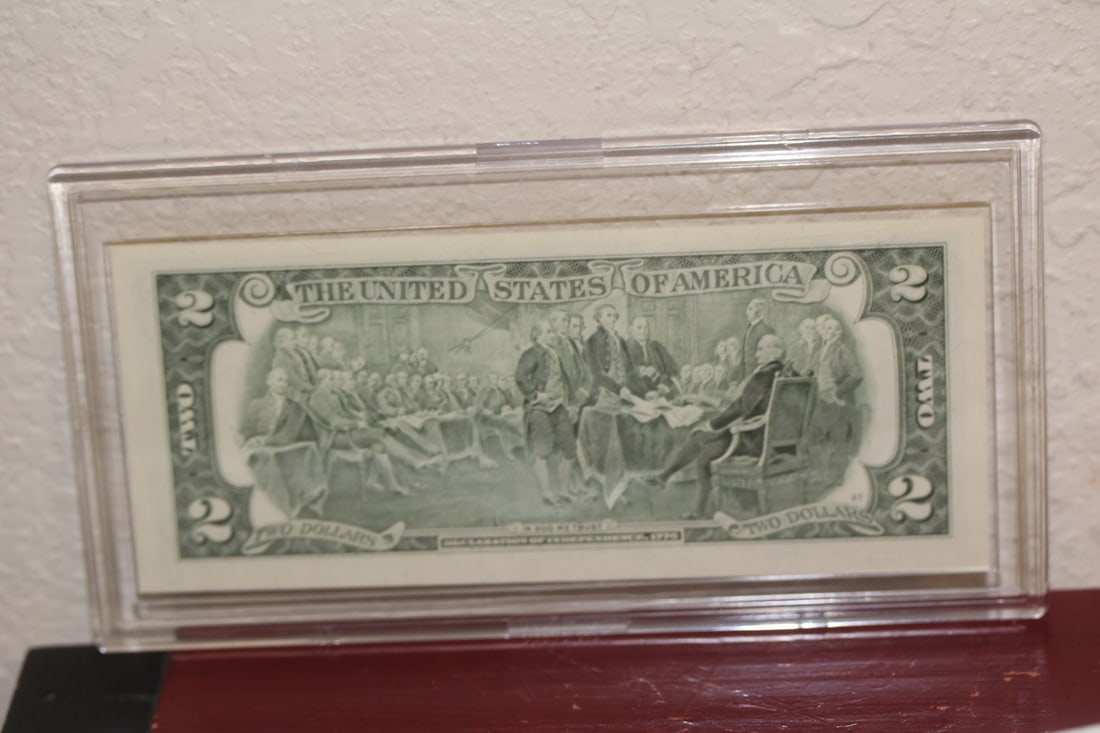 THE UNITED STATES OF AMERICA
2
2
TWO
TWO
2
2
TWO DOLLARS
IN GOD WE TRUST
TWO DOLLARS
DECLARATION OF INDEPENDENCE, 1776